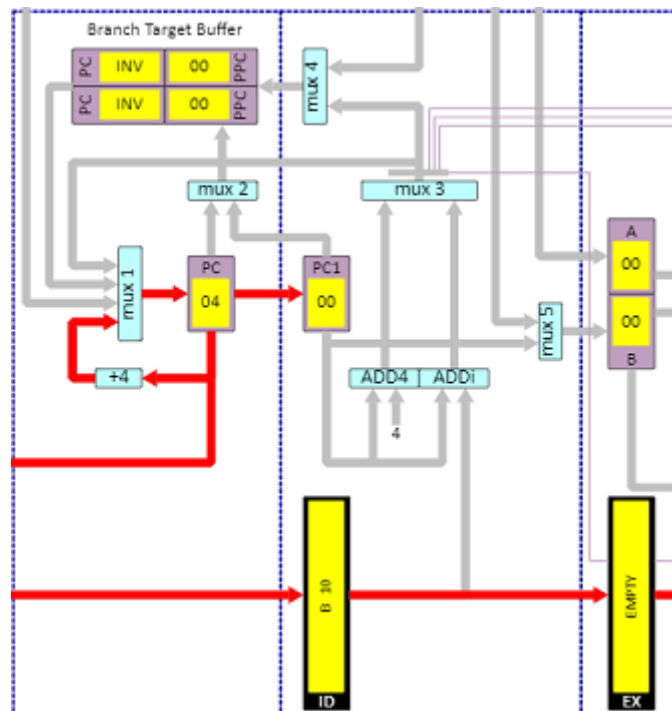 Branch Target Buffer
PC INV 00 PPC
PC INV 00 PPC
mux 4
mux 2
mux 3
mux 1
PC
04
PC1
00
A
00
00
B
mux 5
+4
ADD4 ADDi
4
B 10
ID
EMPTY
EX